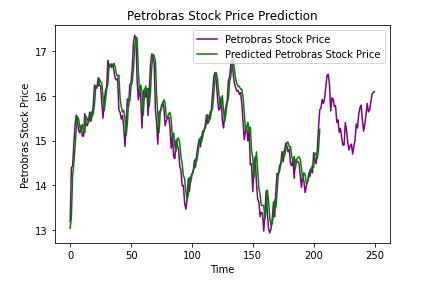 Petrobras Stock Price Prediction
Petrobras Stock Price
Predicted Petrobras Stock Price
Petrobras Stock Price
17
16
15
14
13
0
50
100
150
200
250
Time